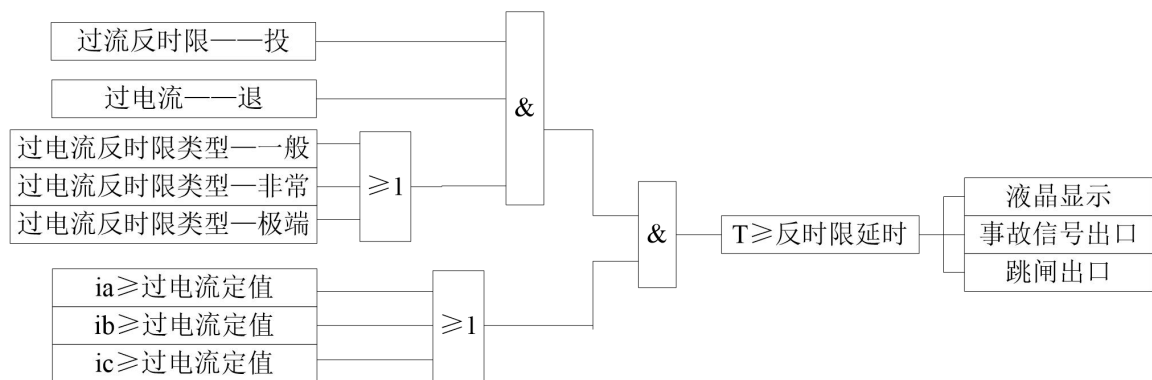 过流反时限——投
过电流——退
&
过电流反时限类型—一般
过电流反时限类型—非常
过电流反时限类型—极端
≥1
ia≥过电流定值
ib≥过电流定值
ic≥过电流定值
≥1
&
T≥反时限延时
液晶显示
事故信号出口
跳闸出口